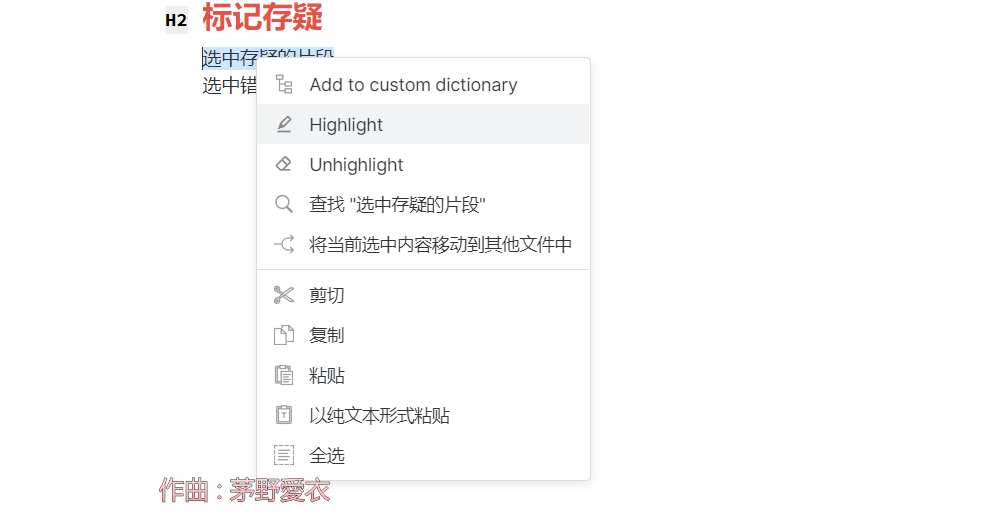 H2 标记存疑
选中存疑的片段
选中错
Add to custom dictionary
Highlight
Unhighlight
查找 "选中存疑的片段"
将当前选中内容移动到其他文件中
剪切
复制
粘贴
以纯文本形式粘贴
全选
作曲 : 茅野愛衣